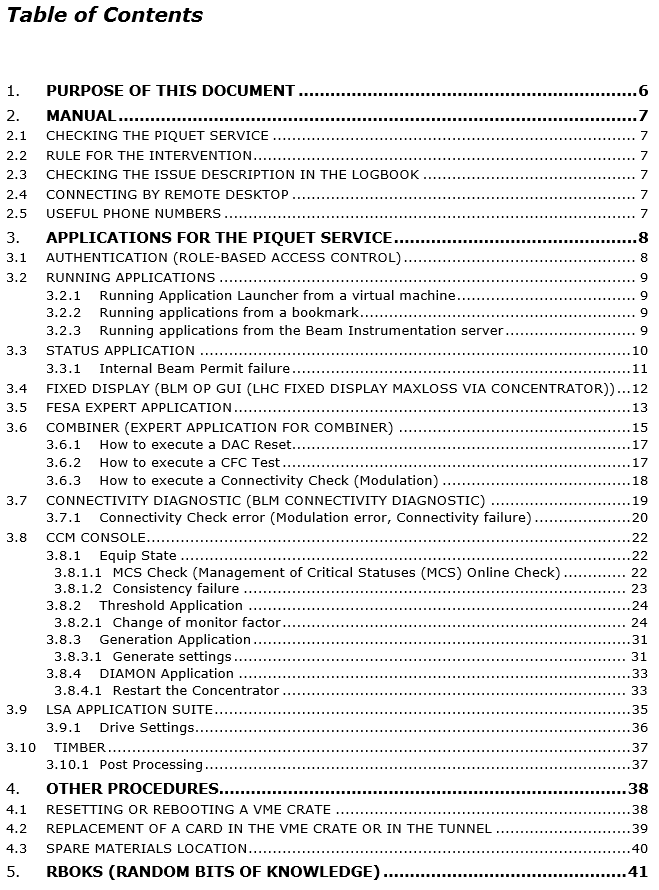 Table of Contents
1. PURPOSE OF THIS DOCUMENT ..................................................................6
2. MANUAL..................................................................................................7
2.1 CHECKING THE PIQUET SERVICE ........................................................................ 7
2.2 RULE FOR THE INTERVENTION............................................................................ 7
2.3 CHECKING THE ISSUE DESCRIPTION IN THE LOGBOOK .......................................... 7
2.4 CONNECTING BY REMOTE DESKTOP .................................................................... 7
2.5 USEFUL PHONE NUMBERS ................................................................................. 7
3. APPLICATIONS FOR THE PIQUET SERVICE...............................................8
3.1 AUTHENTICATION (ROLE-BASED ACCESS CONTROL)............................................. 8
3.2 RUNNING APPLICATIONS .................................................................................. 9
3.2.1 Running Application Launcher from a virtual machine................................... 9
3.2.2 Running applications from a bookmark....................................................... 9
3.2.3 Running applications from the Beam Instrumentation server......................... 9
3.3 STATUS APPLICATION .....................................................................................10
3.3.1 Internal Beam Permit failure....................................................................11
3.4 FIXED DISPLAY (BLM OP GUI (LHC FIXED DISPLAY MAXLOSS VIA CONCENTRATOR))...12
3.5 FESA EXPERT APPLICATION...............................................................................13
3.6 COMBINER (EXPERT APPLICATION FOR COMBINER) .............................................15
3.6.1 How to execute a DAC Reset....................................................................17
3.6.2 How to execute a CFC Test......................................................................17
3.6.3 How to execute a Connectivity Check (Modulation) .....................................18
3.7 CONNECTIVITY DIAGNOSTIC (BLM CONNECTIVITY DIAGNOSTIC) ...........................19
3.7.1 Connectivity Check error (Modulation error, Connectivity failure)..................20
3.8 CCM CONSOLE................................................................................................22
3.8.1 Equip State ..........................................................................................22
3.8.1.1 MCS Check (Management of Critical Statuses (MCS) Online Check)............. 22
3.8.1.2 Consistency failure .............................................................................. 23
3.8.2 Threshold Application ............................................................................24
3.8.2.1 Change of monitor factor...................................................................... 24
3.8.3 Generation Application...........................................................................31
3.8.3.1 Generate settings................................................................................ 31
3.8.4 DIAMON Application ..............................................................................33
3.8.4.1 Restart the Concentrator ...................................................................... 33
3.9 LSA APPLICATION SUITE...................................................................................35
3.9.1 Drive Settings.......................................................................................36
3.10 TIMBER........................................................................................................37
3.10.1 Post Processing.....................................................................................37
4. OTHER PROCEDURES..............................................................................38
4.1 RESETTING OR REBOOTING A VME CRATE ..........................................................38
4.2 REPLACEMENT OF A CARD IN THE VME CRATE OR IN THE TUNNEL ..........................39
4.3 SPARE MATERIALS LOCATION............................................................................40
5. RBOKS (RANDOM BITS OF KNOWLEDGE)...............................................41